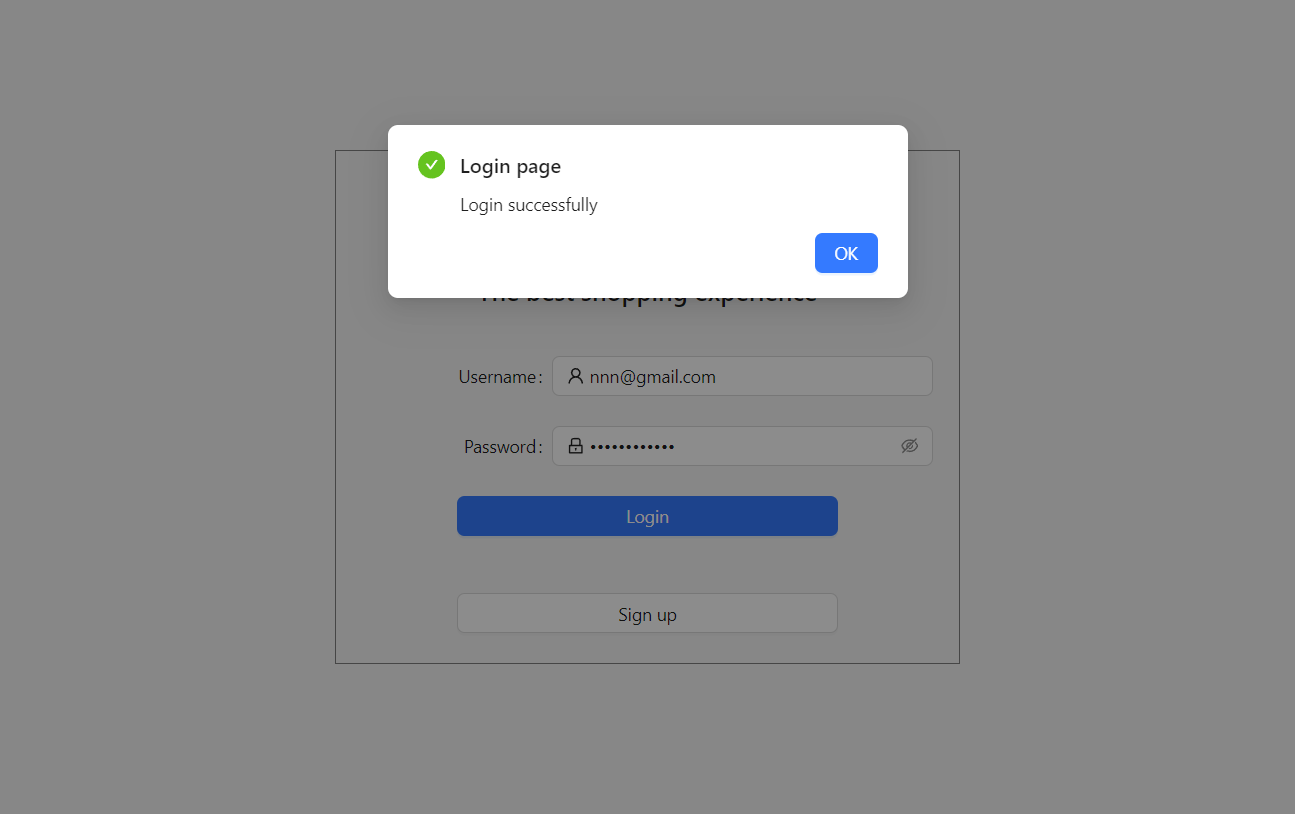 Login page
Login successfully
OK
The best shopping experience
Username:
nnn@gmail.com
Password:
••••••••••••
Login
Sign up